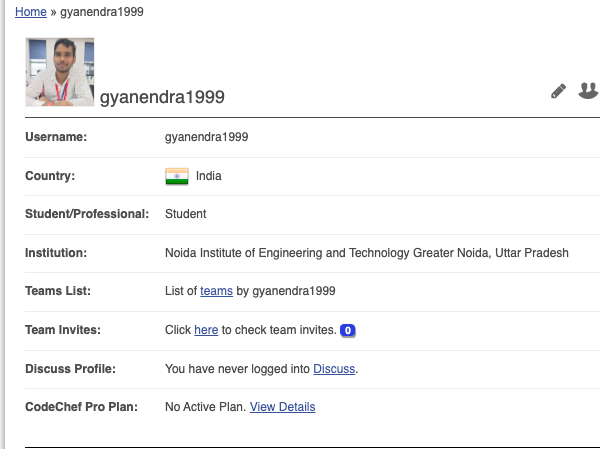 Home » gyanendra1999
gyanendra1999
Username: gyanendra1999
Country: India
Student/Professional: Student
Institution: Noida Institute of Engineering and Technology Greater Noida, Uttar Pradesh
Teams List: List of teams by gyanendra1999
Team Invites: Click here to check team invites. 0
Discuss Profile: You have never logged into Discuss.
CodeChef Pro Plan: No Active Plan. View Details